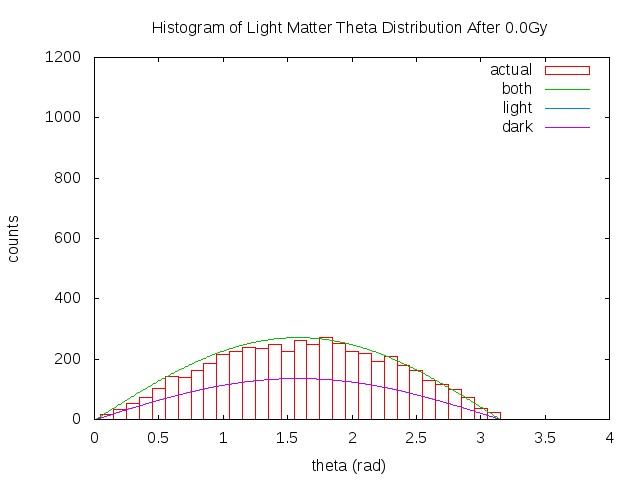 Histogram of Light Matter Theta Distribution After 0.0Gy
1200
1000
800
600
400
200
0
counts
actual
both
light
dark
0 0.5 1 1.5 2 2.5 3 3.5 4
theta (rad)